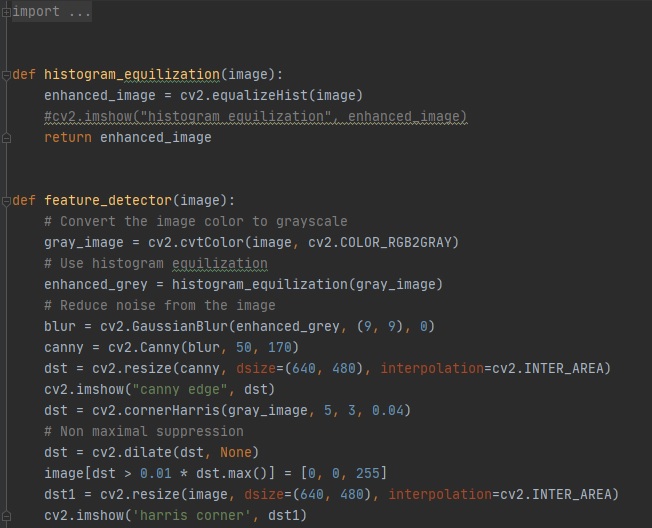 import ...
def histogram_equilization(image):
    enhanced_image = cv2.equalizeHist(image)
    #cv2.imshow("histogram equilization", enhanced_image)
    return enhanced_image
def feature_detector(image):
    # Convert the image color to grayscale
    gray_image = cv2.cvtColor(image, cv2.COLOR_RGB2GRAY)
    # Use histogram equilization
    enhanced_grey = histogram_equilization(gray_image)
    # Reduce noise from the image
    blur = cv2.GaussianBlur(enhanced_grey, (9, 9), 0)
    canny = cv2.Canny(blur, 50, 170)
    dst = cv2.resize(canny, dsize=(640, 480), interpolation=cv2.INTER_AREA)
    cv2.imshow("canny edge", dst)
    dst = cv2.cornerHarris(gray_image, 5, 3, 0.04)
    # Non maximal suppression
    dst = cv2.dilate(dst, None)
    image[dst > 0.01 * dst.max()] = [0, 0, 255]
    dst1 = cv2.resize(image, dsize=(640, 480), interpolation=cv2.INTER_AREA)
    cv2.imshow('harris corner', dst1)